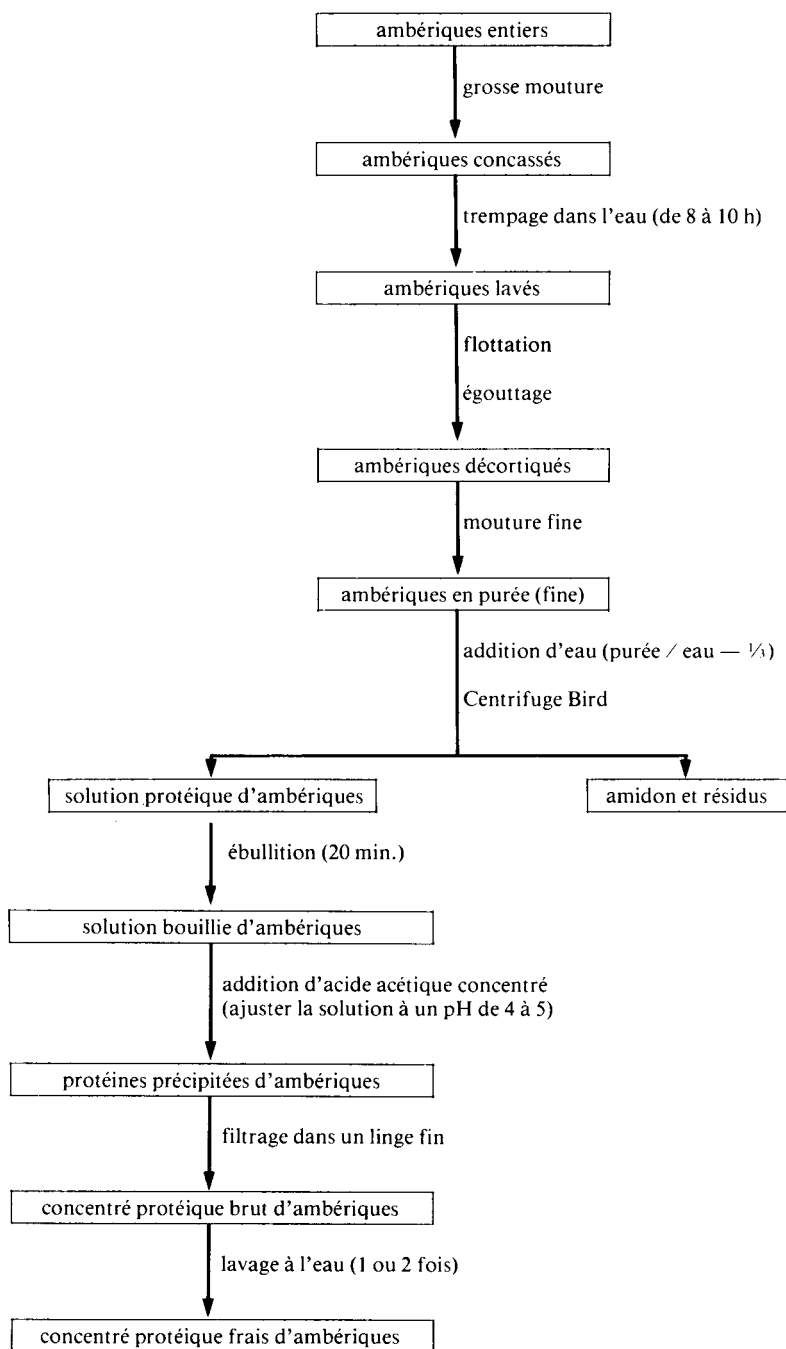 ambériques entiers
grosse mouture
ambériques concassés
trempage dans l'eau (de 8 à 10 h)
ambériques lavés
flottation
égouttage
ambériques décortiqués
mouture fine
ambériques en purée (fine)
addition d'eau (purée / eau — ⅓)
Centrifuge Bird
solution protéique d'ambériques
amidon et résidus
ébullition (20 min.)
solution bouillie d'ambériques
addition d'acide acétique concentré
(ajuster la solution à un pH de 4 à 5)
protéines précipitées d'ambériques
filtrage dans un linge fin
concentré protéique brut d'ambériques
lavage à l'eau (1 ou 2 fois)
concentré protéique frais d'ambériques